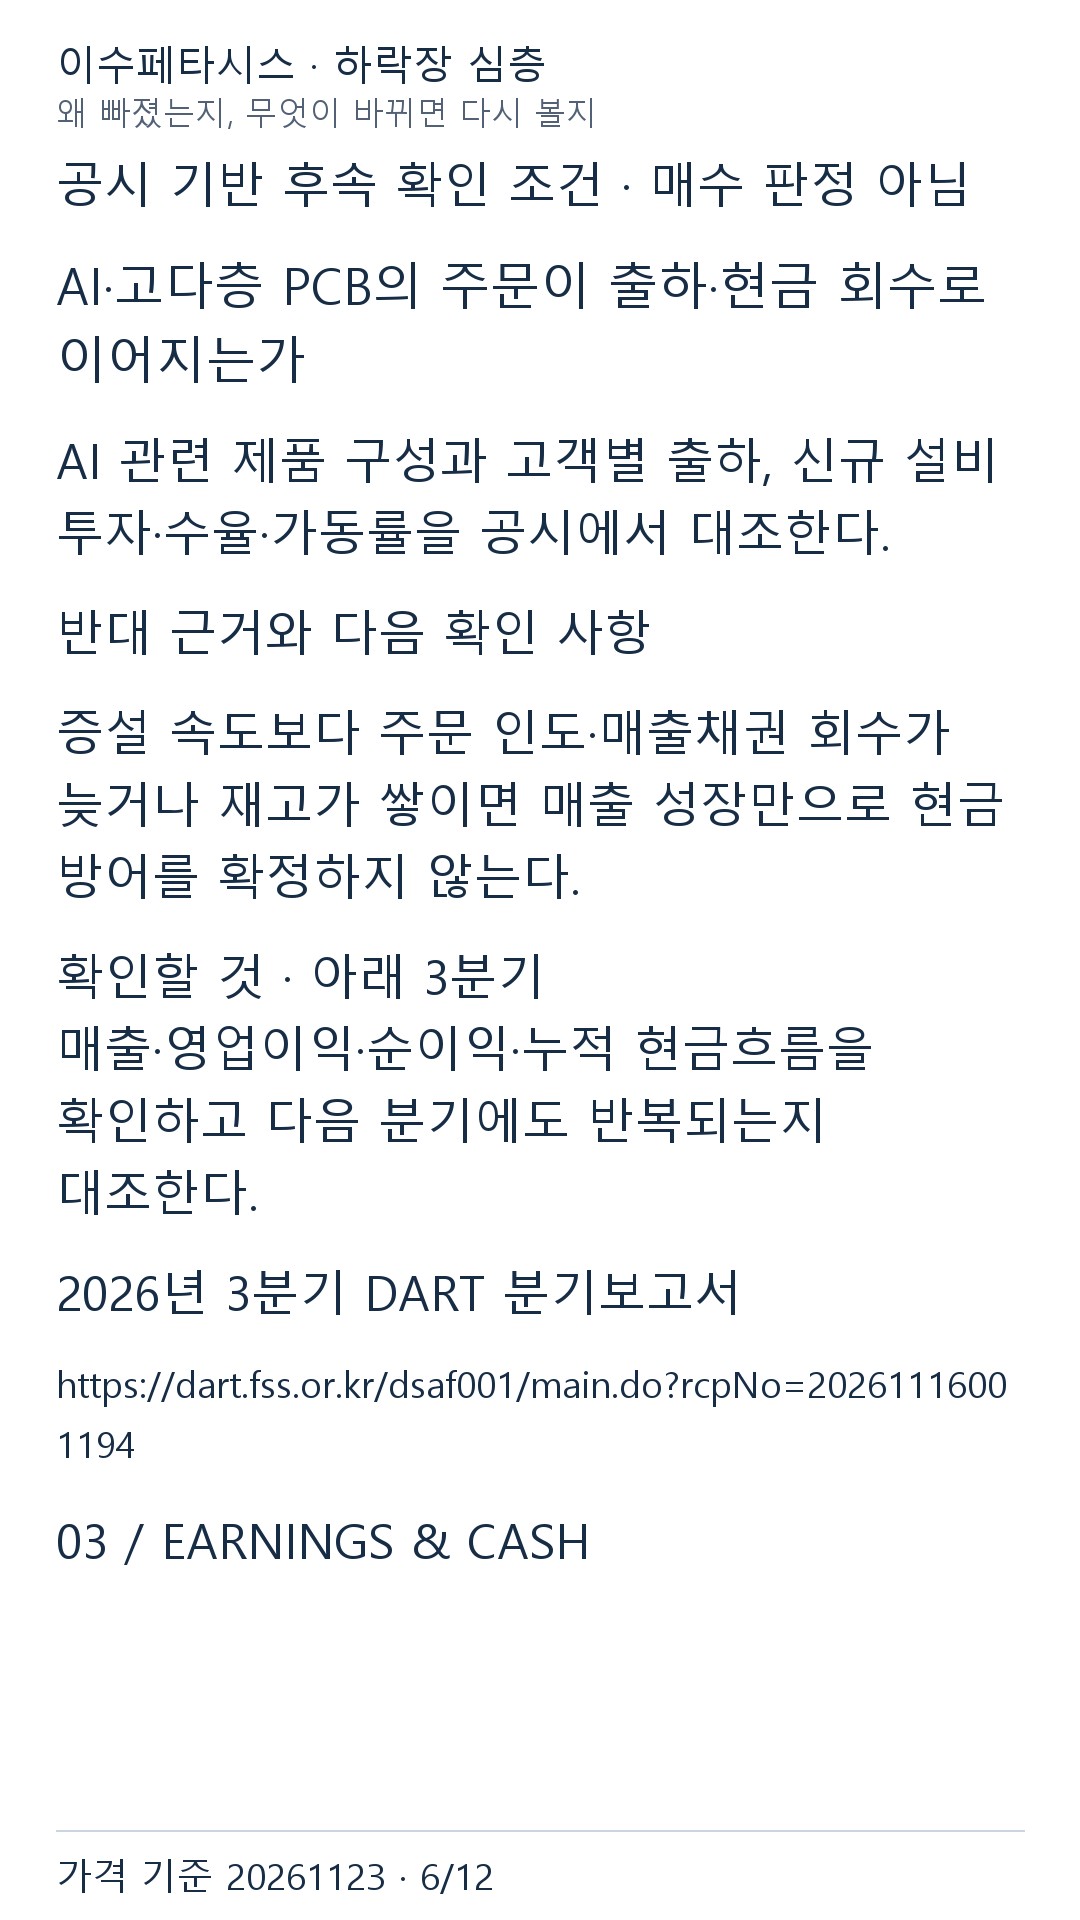 이수페타시스 · 하락장 심층
왜 빠졌는지, 무엇이 바뀌면 다시 볼지
공시 기반 후속 확인 조건 · 매수 판정 아님
AI·고다층 PCB의 주문이 출하·현금 회수로
이어지는가
AI 관련 제품 구성과 고객별 출하, 신규 설비
투자·수율·가동률을 공시에서 대조한다.
반대 근거와 다음 확인 사항
증설 속도보다 주문 인도·매출채권 회수가
늦거나 재고가 쌓이면 매출 성장만으로 현금
방어를 확정하지 않는다.
확인할 것 · 아래 3분기
매출·영업이익·순이익·누적 현금흐름을
확인하고 다음 분기에도 반복되는지
대조한다.
2026년 3분기 DART 분기보고서
https://dart.fss.or.kr/dsaf001/main.do?rcpNo=2026111600
1194
03 / EARNINGS & CASH
가격 기준 20261123 · 6/12